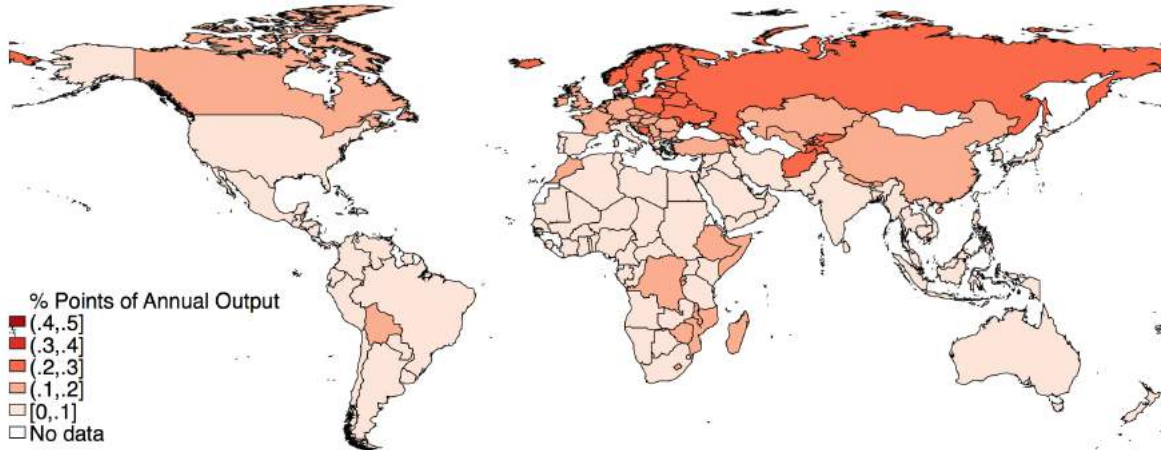 % Points of Annual Output
(.4,.5]
(.3,.4]
(.2,.3]
(.1,.2]
[0,.1]
No data